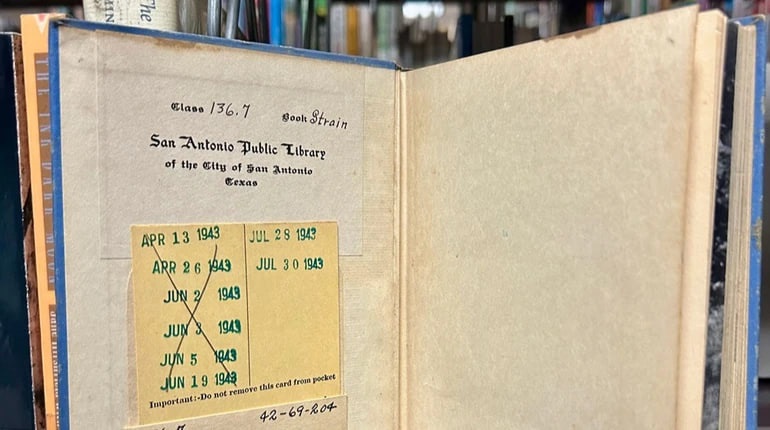 The
Class 136.7 Book Strain
San Antonio Public Library
of the City of San Antonio
Texas
APR 13 1943 JUL 28 1943
APR 26 1943 JUL 30 1943
JUN 2 1943
JUN 3 1943
JUN 5 1943
JUN 19 1943
Important:-Do not remove this card from pocket
42-69-204